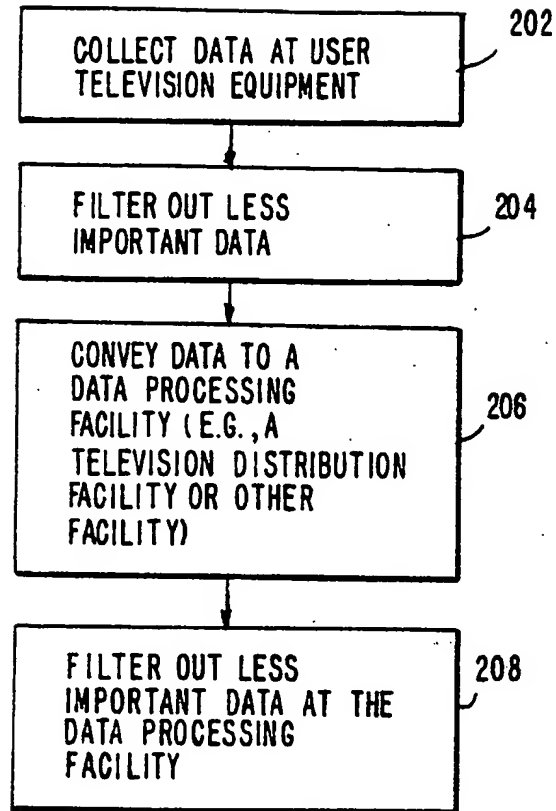 202
COLLECT DATA AT USER
TELEVISION EQUIPMENT
204
FILTER OUT LESS
IMPORTANT DATA
206
CONVEY DATA TO A
DATA PROCESSING
FACILITY (E.G., A
TELEVISION DISTRIBUTION
FACILITY OR OTHER
FACILITY)
208
FILTER OUT LESS
IMPORTANT DATA AT THE
DATA PROCESSING
FACILITY